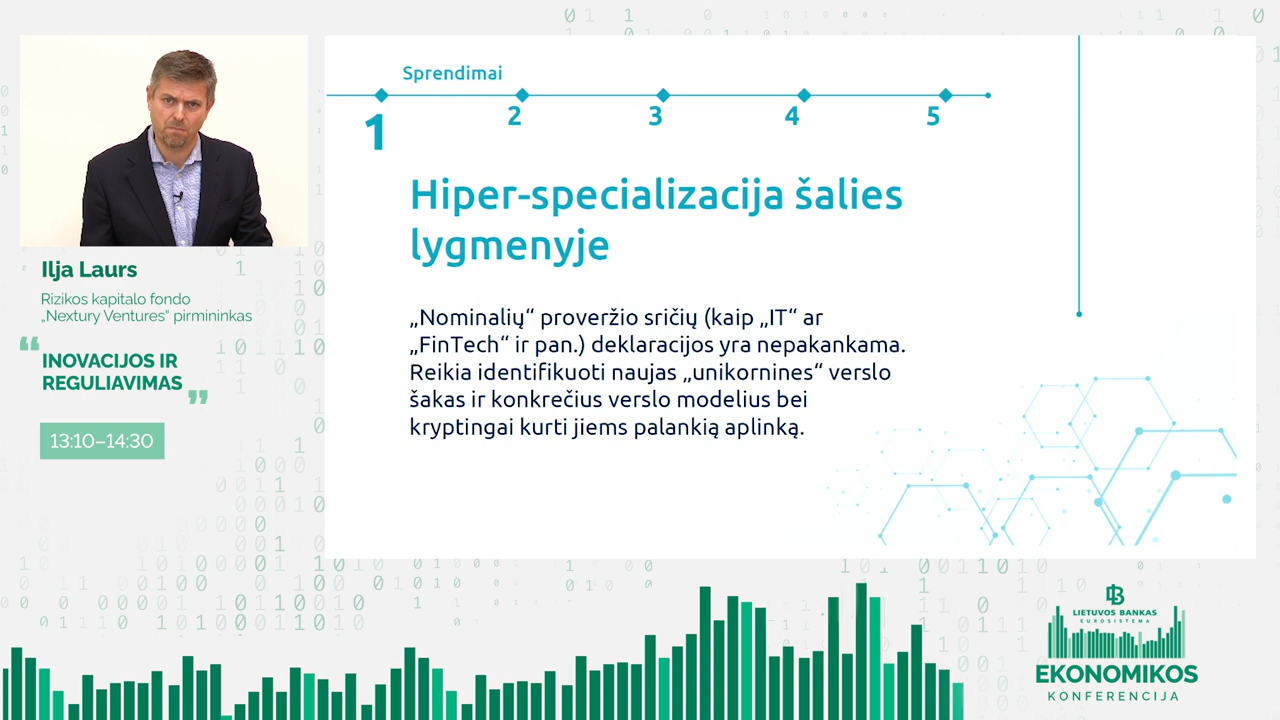 Sprendimai
1
2
3
4
5
Hiper-specializacija šalies
lygmenyje
„Nominalių“ proveržio sričių (kaip „IT“ ar
„FinTech“ ir pan.) deklaracijos yra nepakankama.
Reikia identifikuoti naujas „unikornines“ verslo
šakas ir konkrečius verslo modelius bei
kryptingai kurti jiems palankią aplinką.
Ilja Laurs
Rizikos kapitalo fondo
„Nextury Ventures“ pirmininkas
“ INOVACIJOS IR
REGULIAVIMAS ”
13:10–14:30
LIETUVOS BANKAS
EUROSISTEMA
EKONOMIKOS
KONFERENCIJA